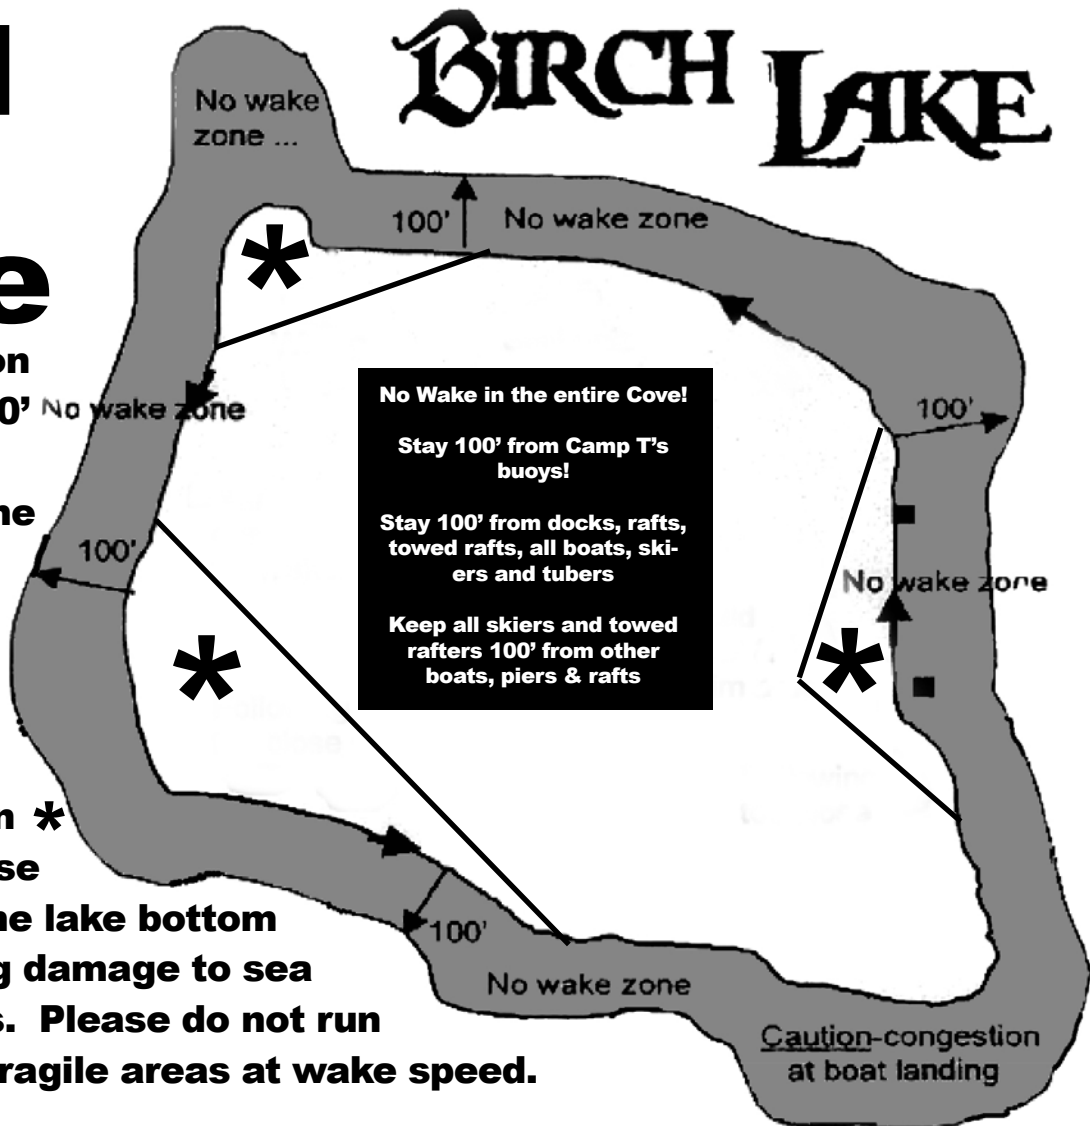 BIRCH LAKE
No wake
zone ...
100'
No wake zone
on
0'
No wake zone
100'
No Wake in the entire Cove!
Stay 100' from Camp T's
buoys!
Stay 100' from docks, rafts,
towed rafts, all boats, ski-
ers and tubers
Keep all skiers and towed
rafters 100' from other
boats, piers & rafts
100'
No wake zone
*
*
*
n *
se
ne lake bottom
g damage to sea
s. Please do not run
ragile areas at wake speed.
100'
No wake zone
Caution-congestion
at boat landing